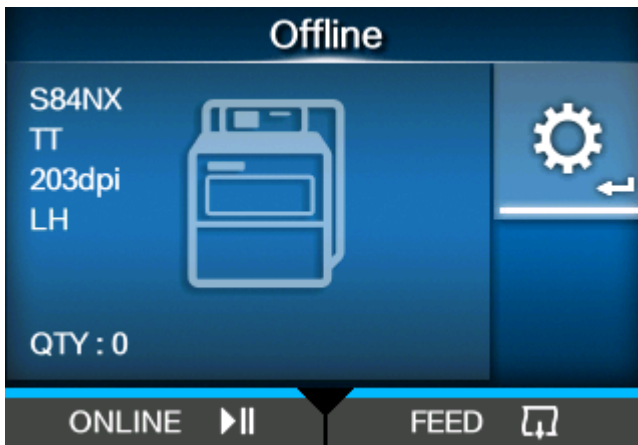 Offline
S84NX
TT
203dpi
LH
QTY : 0
ONLINE
FEED